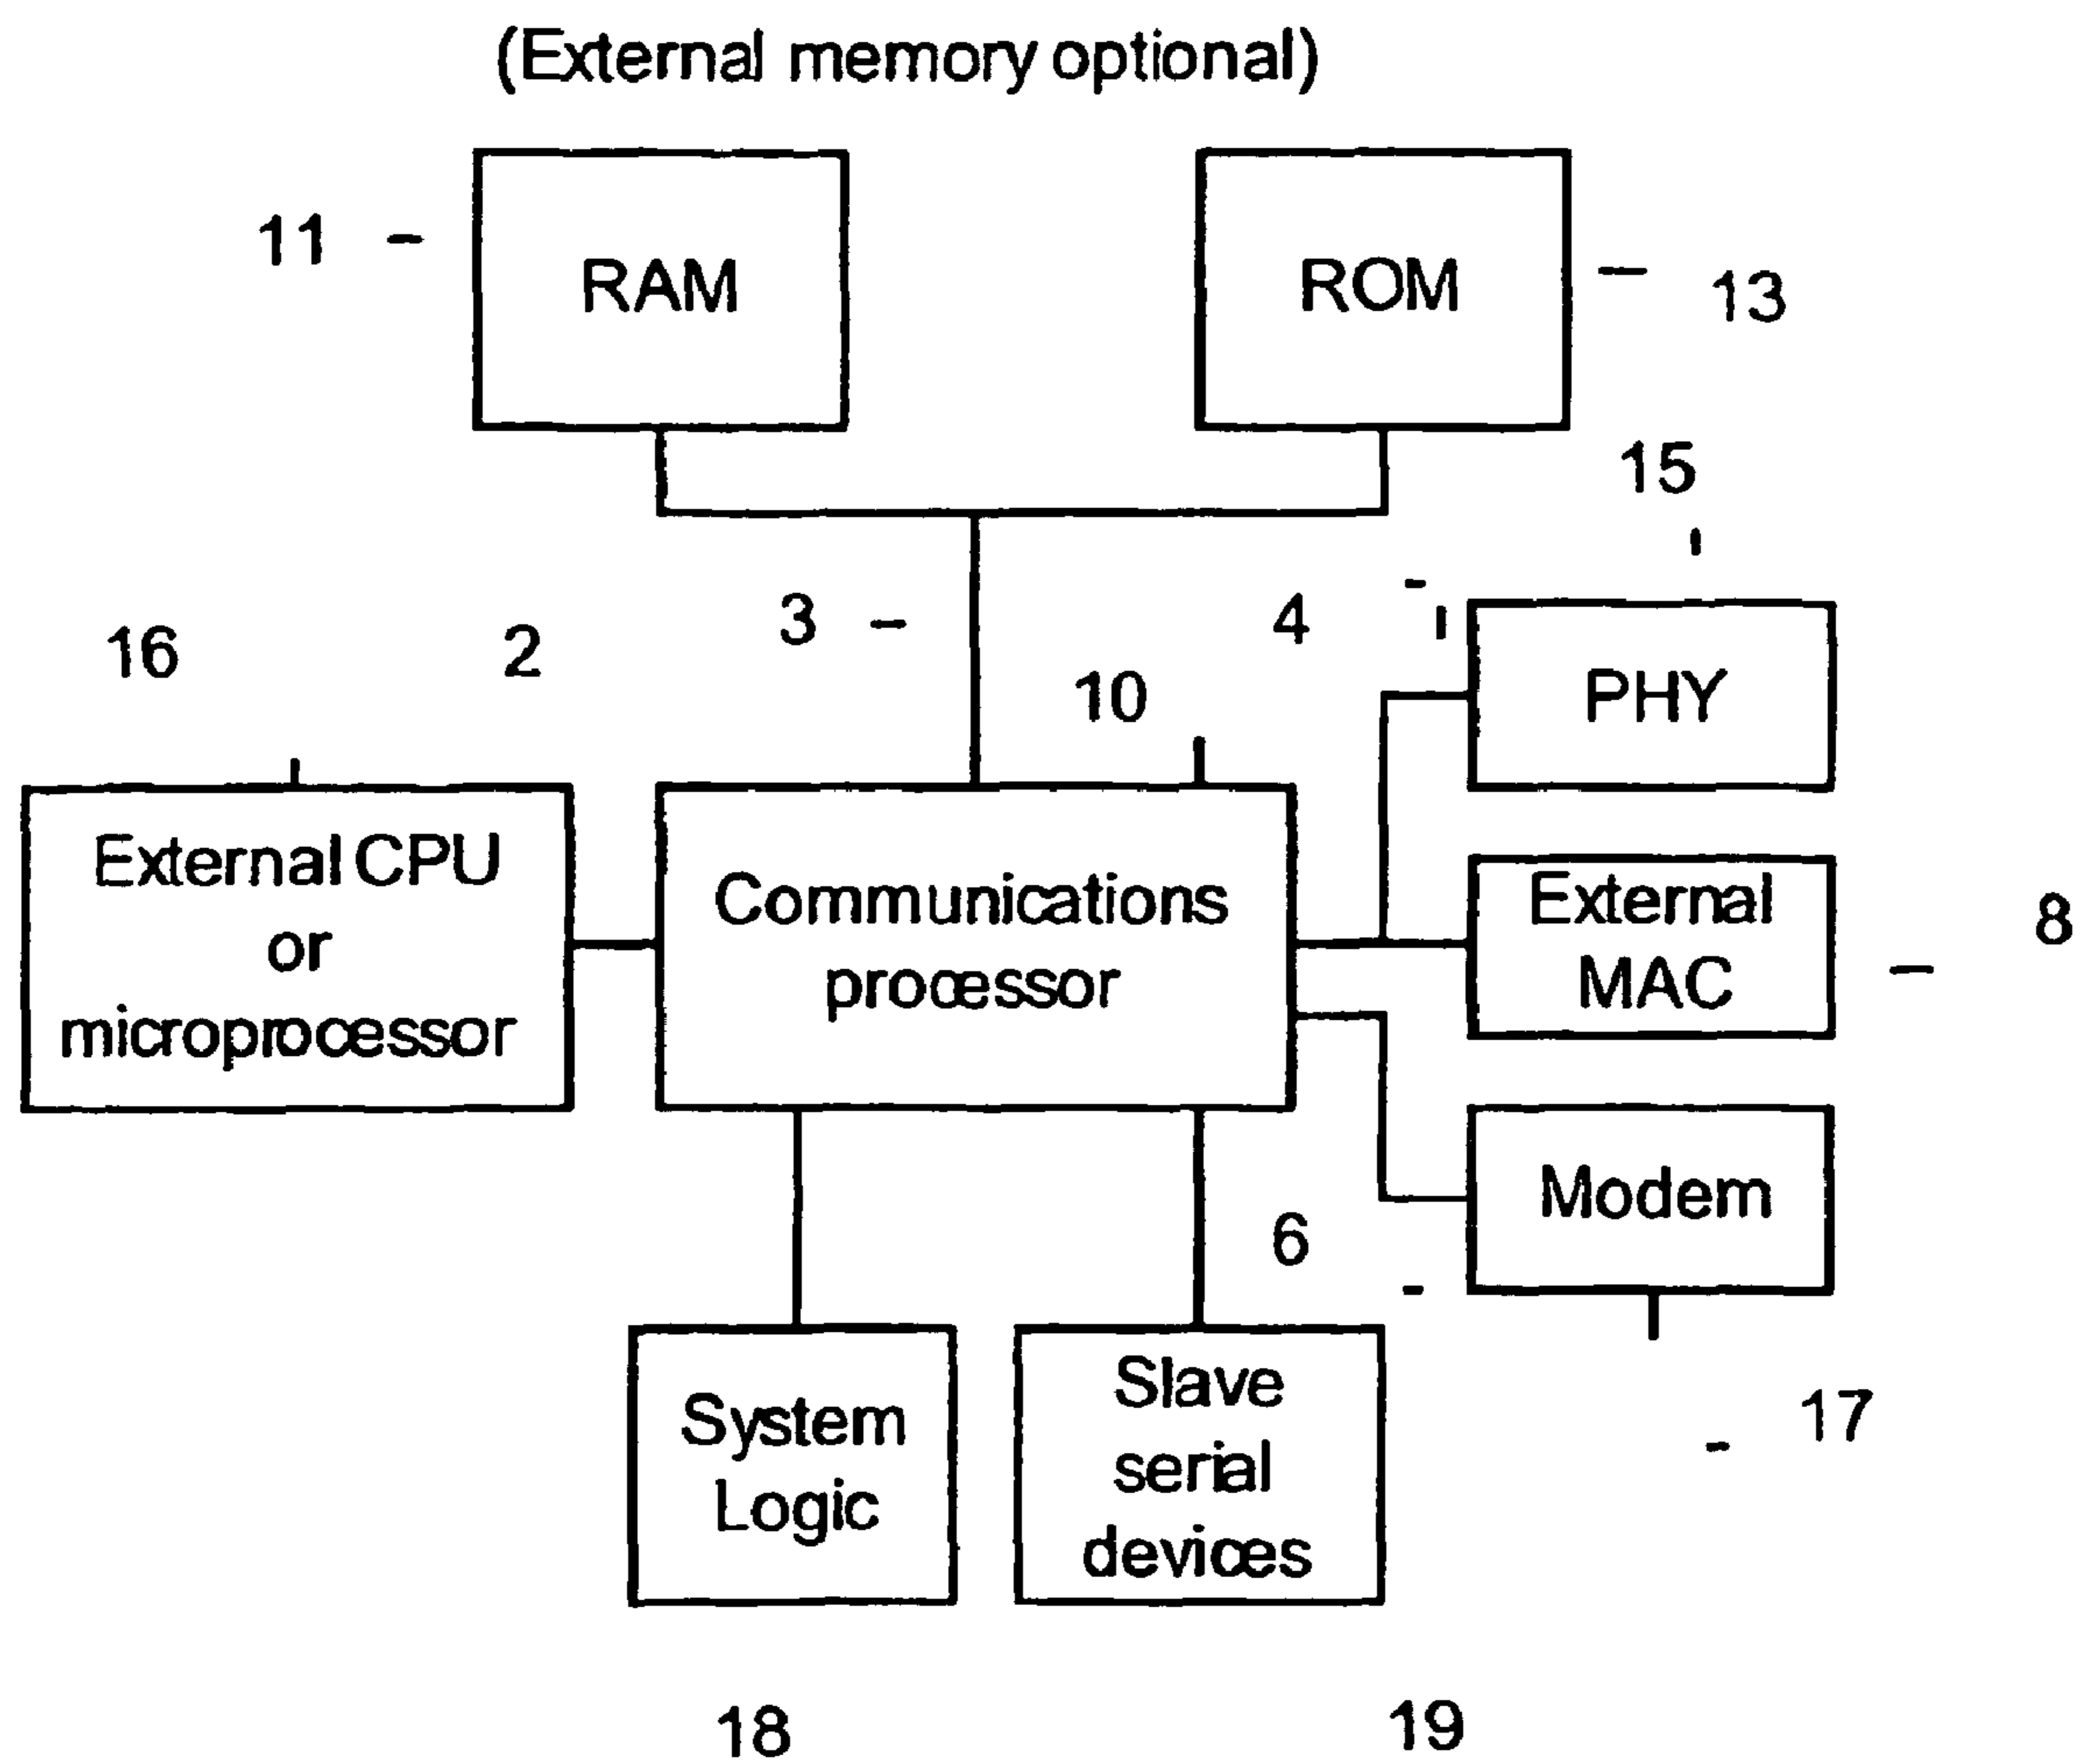 (External memory optional)
11
RAM
ROM
13
15
16
2
3
4
10
PHY
External CPU
or
microprocessor
Communications
processor
External
MAC
8
Modem
6
System
Logic
Slave
serial
devices
17
18
19